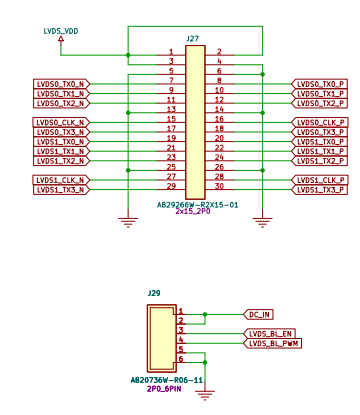 LVDS_VDD
J27
1 2
3 4
5 6
LVDS0_TX0_N 7 8 LVDS0_TX0_P
LVDS0_TX1_N 9 10 LVDS0_TX1_P
LVDS0_TX2_N 11 12 LVDS0_TX2_P
13 14
LVDS0_CLK_N 15 16 LVDS0_CLK_P
LVDS0_TX3_N 17 18 LVDS0_TX3_P
LVDS1_TX0_N 19 20 LVDS1_TX0_P
LVDS1_TX1_N 21 22 LVDS1_TX1_P
LVDS1_TX2_N 23 24 LVDS1_TX2_P
25 26
LVDS1_CLK_N 27 28 LVDS1_CLK_P
LVDS1_TX3_N 29 30 LVDS1_TX3_P
AB29266W-R2X15-01
2x15_2P0
J29
1 DC_IN
2
3 LVDS_BL_EN
4 LVDS_BL_PWM
5
6
AB20736W-R06-11
2P0_6PIN